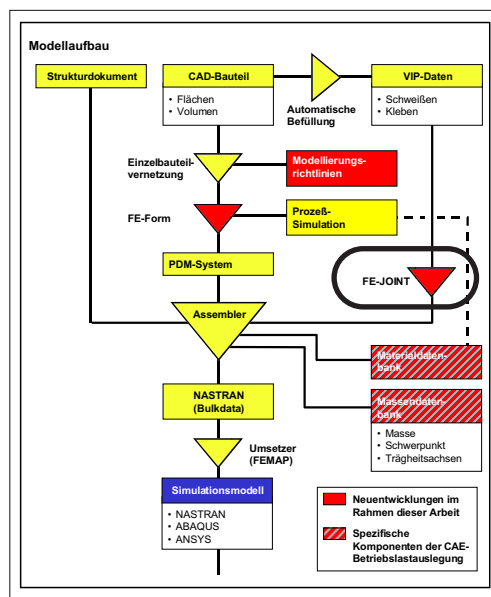 Modellaufbau
Strukturdokument
CAD-Bauteil
• Flächen
• Volumen
Automatische
Befüllung
VIP-Daten
• Schweißen
• Kleben
Einzelbauteil-
vernetzung
Modellierungs-
richtlinien
FE-Form
Prozeß-
Simulation
PDM-System
FE-JOINT
Assembler
Materialdaten-
bank
NASTRAN
(Bulkdata)
Massendaten-
bank
• Masse
• Schwerpunkt
• Trägheitsachsen
Umsetzer
(FEMAP)
Simulationsmodell
• NASTRAN
• ABAQUS
• ANSYS
Neuentwicklungen im
Rahmen dieser Arbeit
Spezifische
Komponenten der CAE-
Betriebslastauslegung